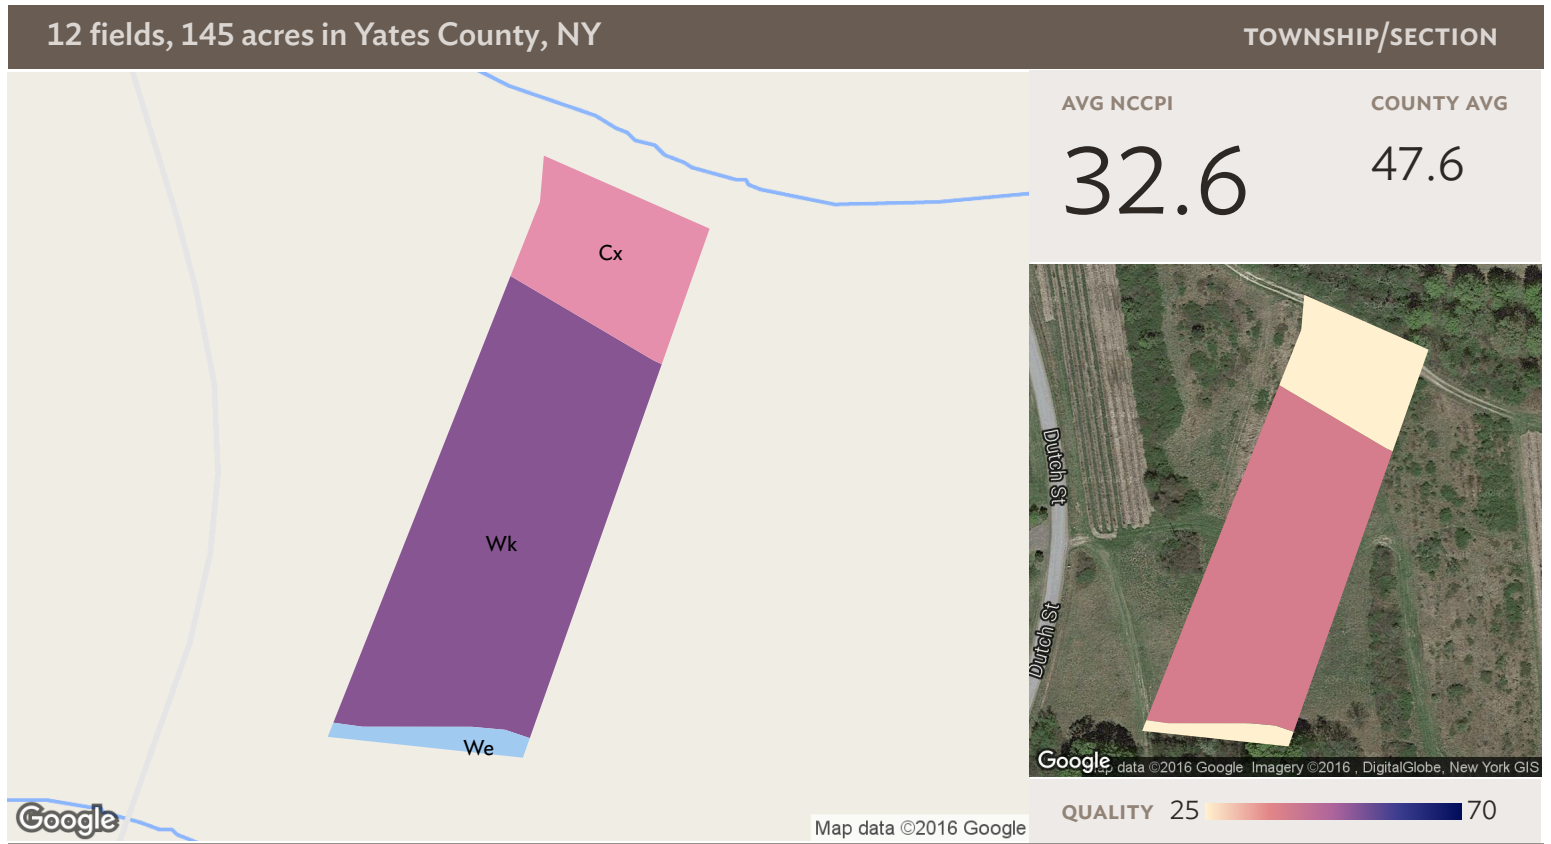 12 fields, 145 acres in Yates County, NY
TOWNSHIP/SECTION
AVG NCCPI
COUNTY AVG
32.6
47.6
Cx
Wk
We
Google
Map data ©2016 Google
Dutch St
Dutch St
Google
Map data ©2016 Google Imagery ©2016 , DigitalGlobe, New York GIS
QUALITY 25 70